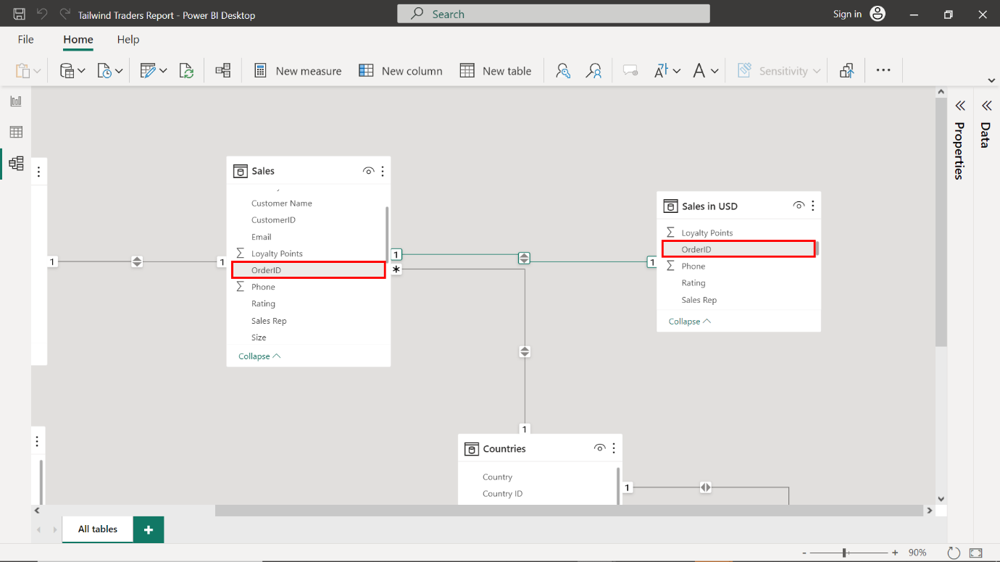 Tailwind Traders Report - Power BI Desktop
Search
Sign in
File
Home
Help
New measure
New column
New table
Sensitivity
Sales
Customer Name
CustomerID
Email
Loyalty Points
OrderID
Phone
Rating
Sales Rep
Size
Collapse
1
1
1
*
1
Sales in USD
Loyalty Points
OrderID
Phone
Rating
Sales Rep
Collapse
1
Countries
Country
Country ID
1
Properties
Data
All tables
+
- + 90%